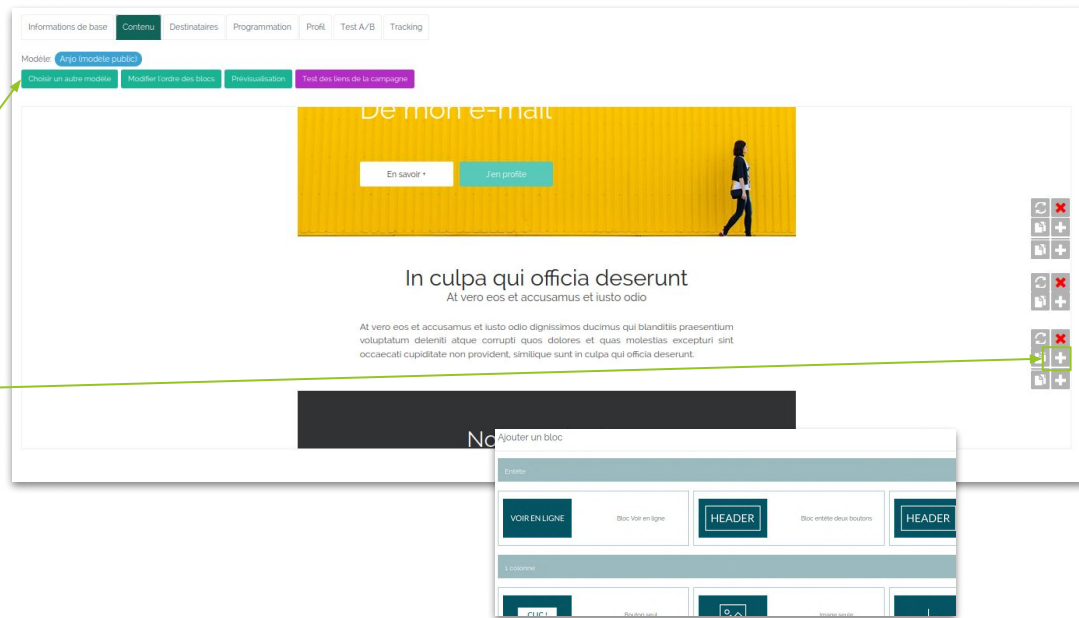 Informations de base Contenu Destinataires Programmation Profil Test A/B Tracking
Modèle: Anjo (modèle public)
Choisir un autre modèle Modifier l'ordre des blocs Prévisualisation Test des liens de la campagne
De mon e-mail
En savoir + J'en profite
In culpa qui officia deserunt
At vero eos et accusamus et iusto odio
At vero eos et accusamus et iusto odio dignissimos ducimus qui blanditiis praesentium
voluptatum deleniti atque corrupti quos dolores et quas molestias excepturi sint
occaecati cupiditate non provident, similique sunt in culpa qui officia deserunt.
Ajouter un bloc
Entête
VOIR EN LIGNE Bloc Voir en ligne HEADER Bloc entête deux boutons HEADER
1 colonne
CLIC ! Bouton seul Image seule